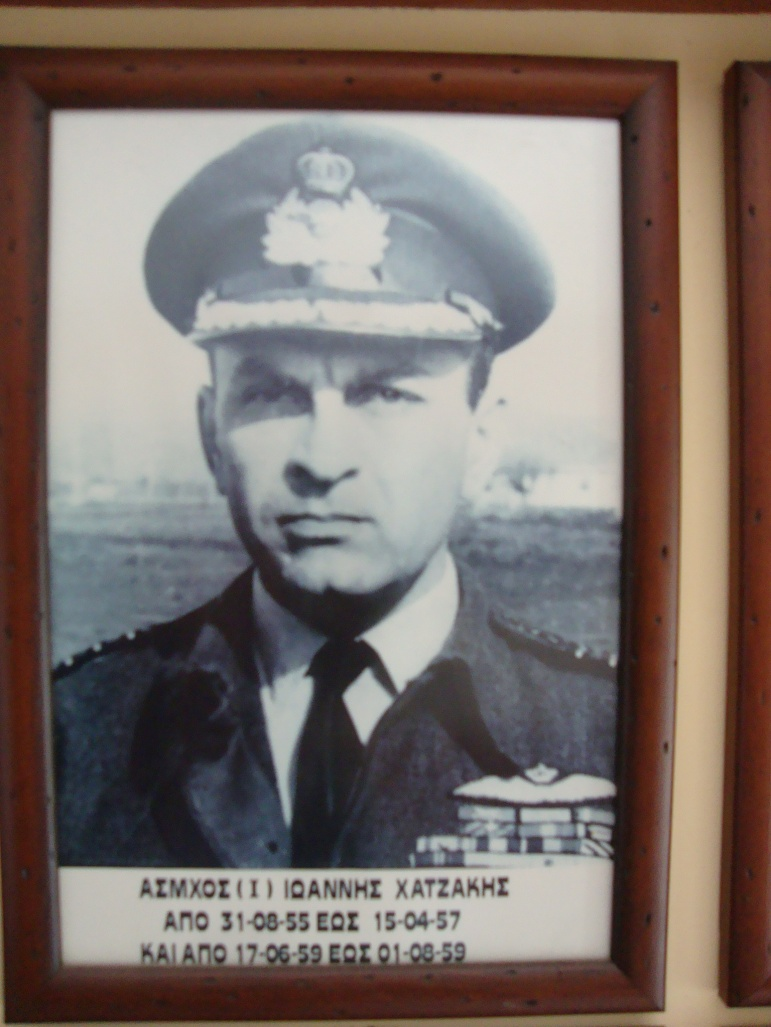 ΑΣΜΧΟΣ (Ι) ΙΩΑΝΝΗΣ ΧΑΤΖΑΚΗΣ
ΑΠΟ 31-08-55 ΕΩΣ 15-04-57
ΚΑΙ ΑΠΟ 17-06-59 ΕΩΣ 01-08-59